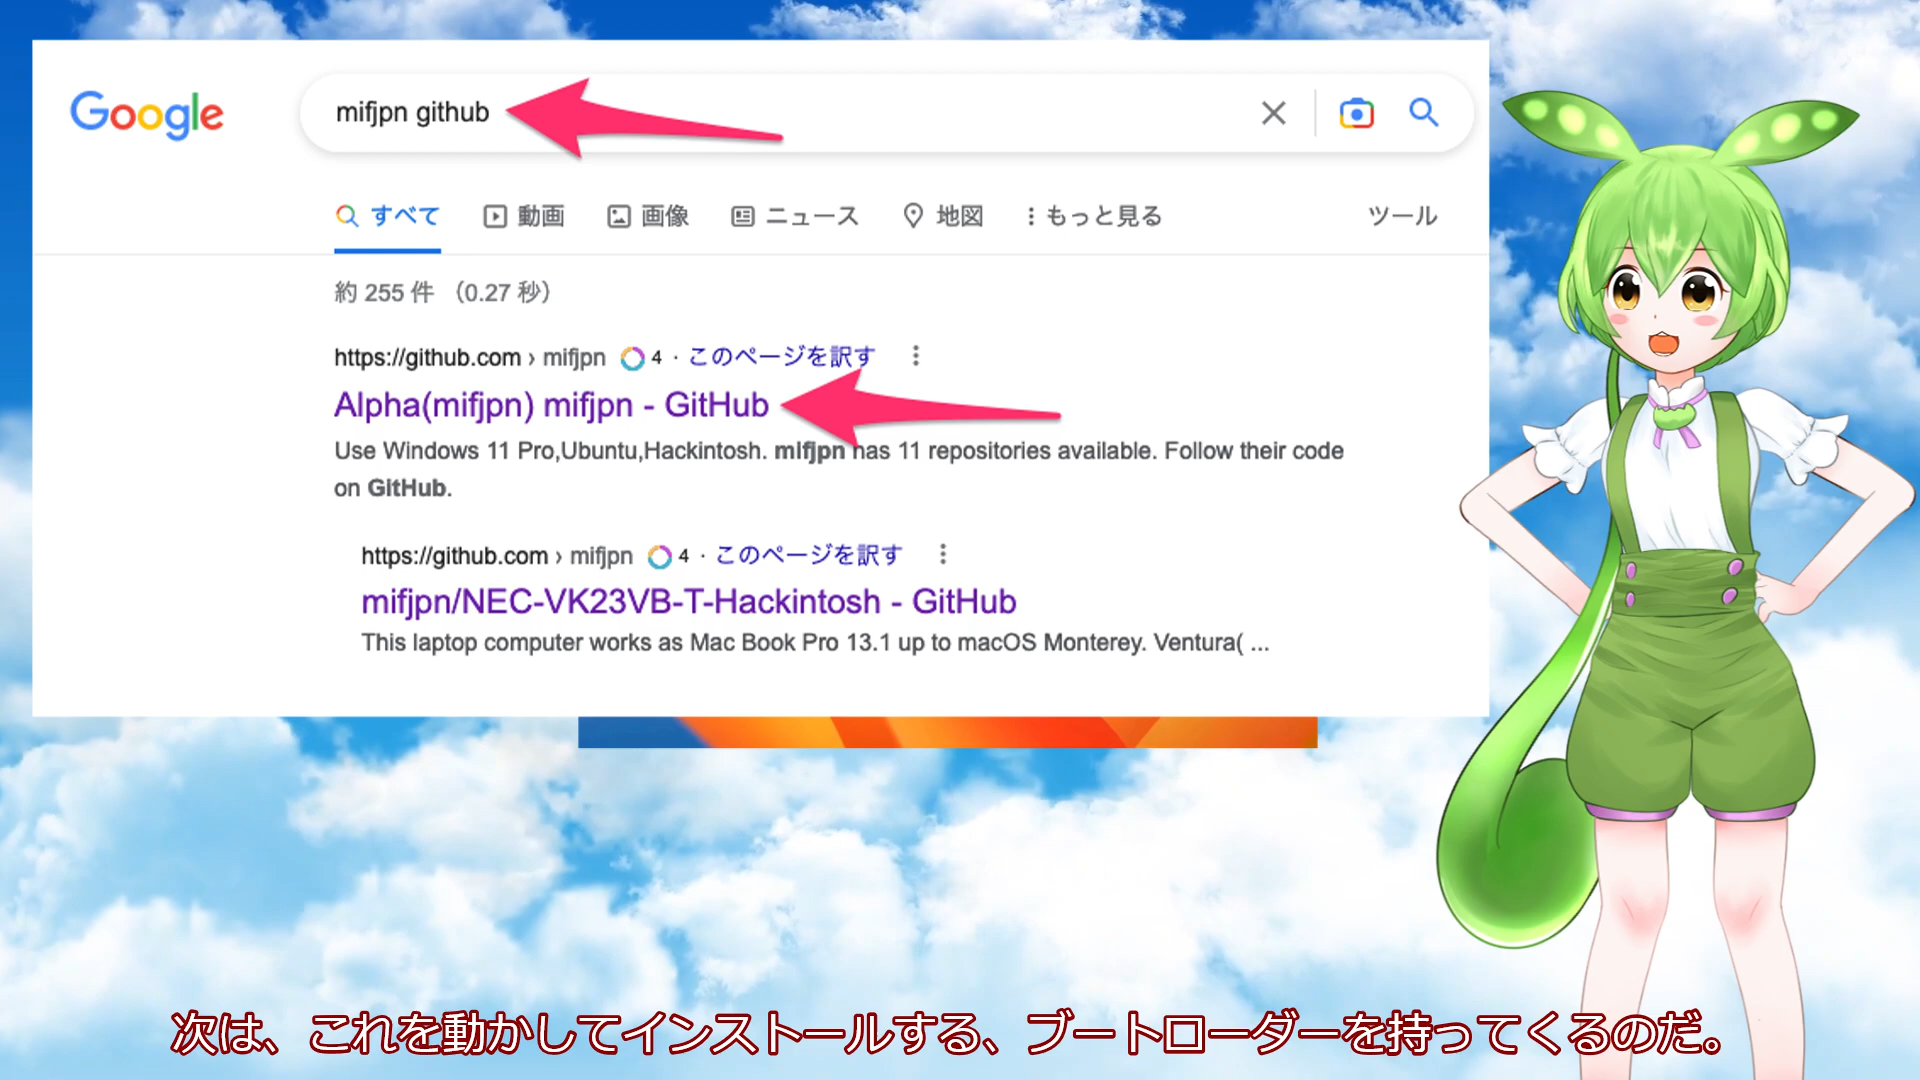 Google
mifjpn github
すべて 動画 画像 ニュース 地図 もっと見る ツール
約 255 件 （0.27 秒）
https://github.com › mifjpn 4 · このページを訳す
Alpha(mifjpn) mifjpn - GitHub
Use Windows 11 Pro,Ubuntu,Hackintosh. mifjpn has 11 repositories available. Follow their code
on GitHub.
https://github.com › mifjpn 4 · このページを訳す
mifjpn/NEC-VK23VB-T-Hackintosh - GitHub
This laptop computer works as Mac Book Pro 13.1 up to macOS Monterey. Ventura( ...
次は、これを動かしてインストールする、ブートローダーを持ってくるのだ。